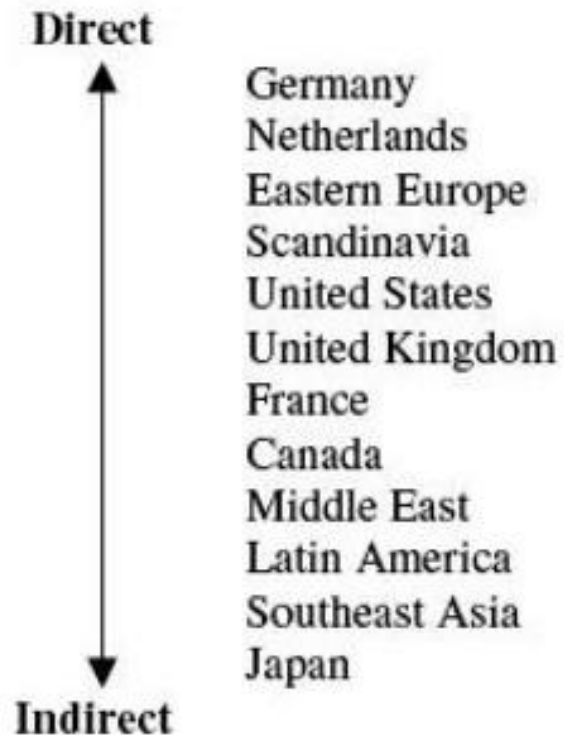 Direct
Germany
Netherlands
Eastern Europe
Scandinavia
United States
United Kingdom
France
Canada
Middle East
Latin America
Southeast Asia
Japan
Indirect